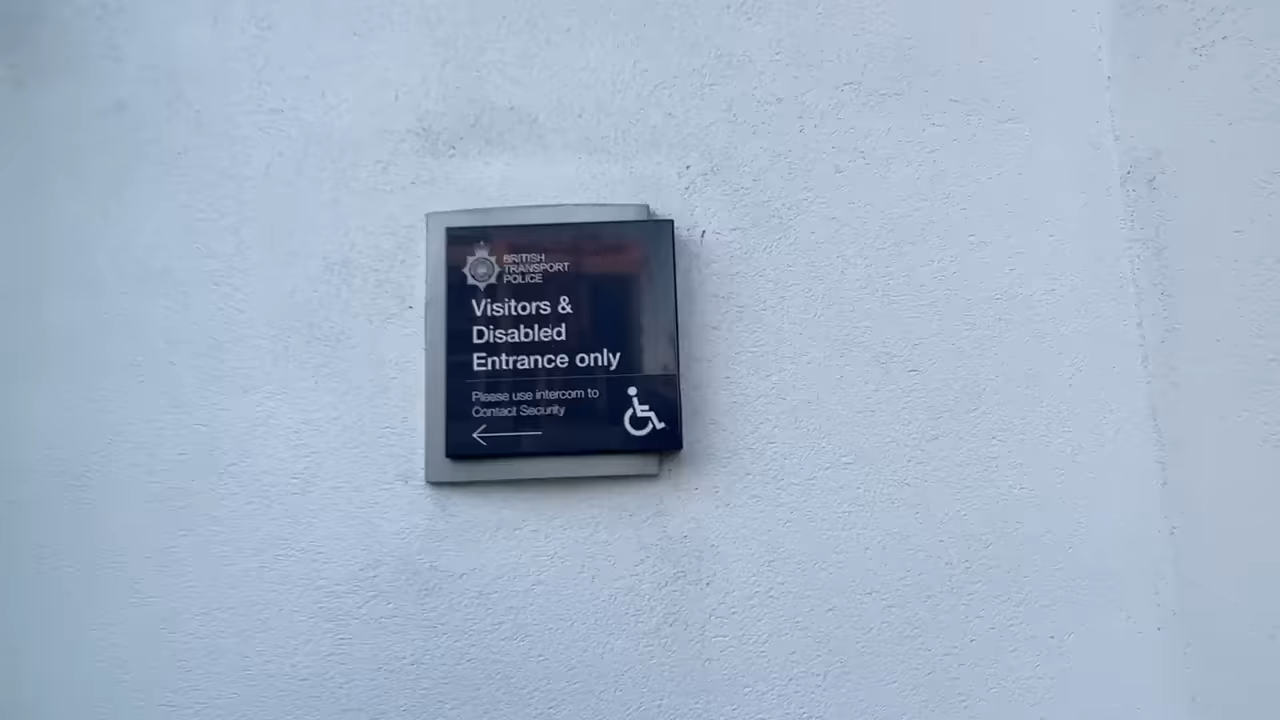 BRITISH
TRANSPORT
POLICE
Visitors &
Disabled
Entrance only
Please use intercom to
Contact Security